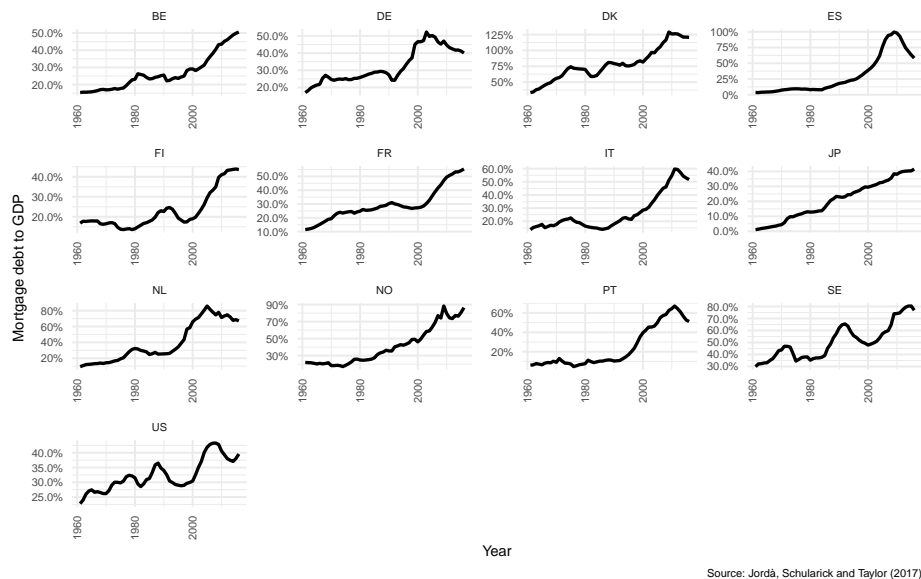 BE DE DK ES
50.0% 50.0% 125% 100%
40.0% 40.0% 100% 75%
30.0% 30.0% 75% 50%
20.0% 20.0% 50% 25%
0%
1960 1980 2000 1960 1980 2000 1960 1980 2000 1960 1980 2000
FI FR IT JP
40.0% 50.0% 60.0% 40.0%
20.0% 40.0% 50.0% 30.0%
30.0% 40.0% 20.0%
20.0% 30.0% 10.0%
10.0% 20.0% 0.0%
1960 1980 2000 1960 1980 2000 1960 1980 2000 1960 1980 2000
Mortgage debt to GDP
NL NO PT SE
80% 90% 60% 80.0%
60% 70% 40% 70.0%
40% 50% 20% 60.0%
20% 30% 50.0%
40.0%
30.0%
1960 1980 2000 1960 1980 2000 1960 1980 2000 1960 1980 2000
US
40.0%
35.0%
30.0%
25.0%
1960 1980 2000
Year
Source: Jordà, Schularick and Taylor (2017)